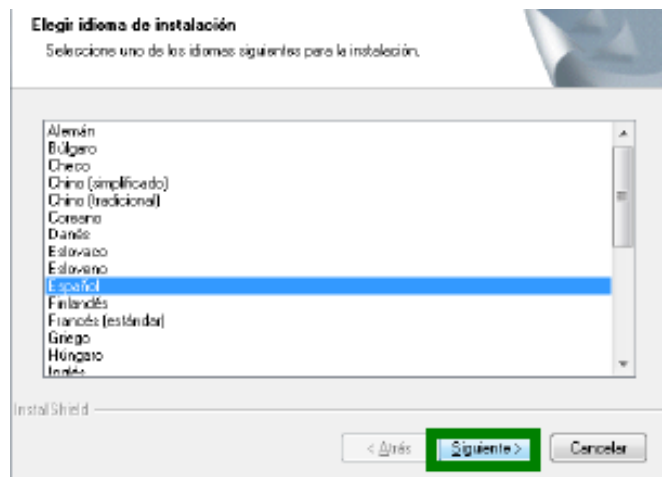 Elegir idioma de instalación
Seleccione uno de los idiomas siguientes para la instalación.
Alemán
Búlgaro
Checo
Chino (simplificado)
Chino (tradicional)
Coreano
Danés
Eslovaco
Esloveno
Español
Finlandés
Francés (estándar)
Griego
Húngaro
Inglés
InstallShield
< Atrás
Siguiente >
Cancelar